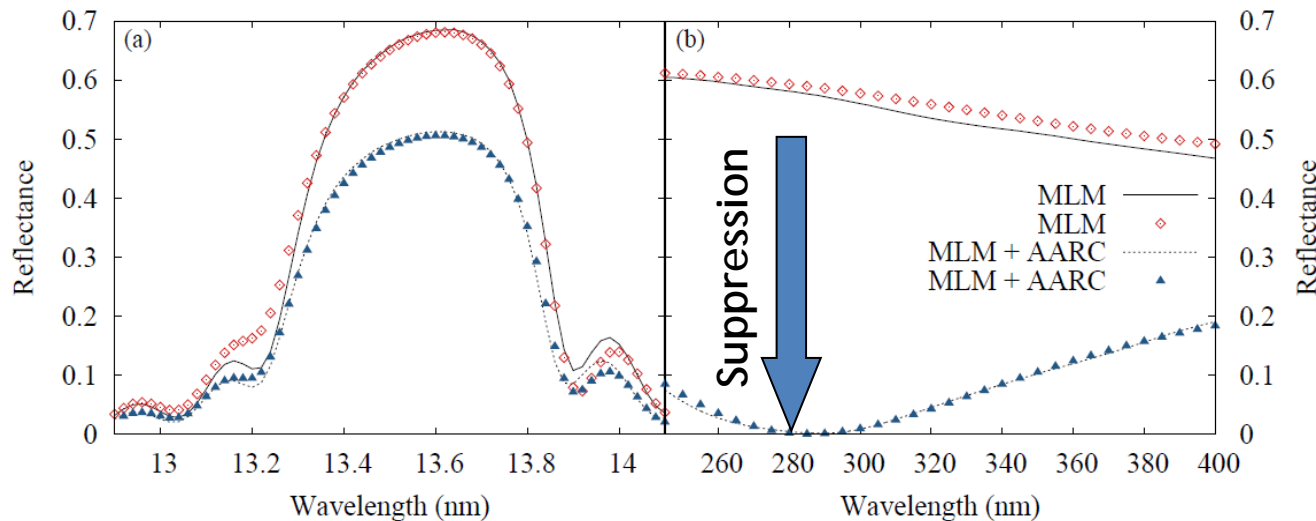 (a)
Reflectance
0.7
0.6
0.5
0.4
0.3
0.2
0.1
0
13
13.2
13.4
13.6
13.8
14
Wavelength (nm)
(b)
Suppression
MLM
MLM
MLM + AARC
MLM + AARC
260
280
300
320
340
360
380
400
Wavelength (nm)
0.7
0.6
0.5
0.4
0.3
0.2
0.1
0
Reflectance